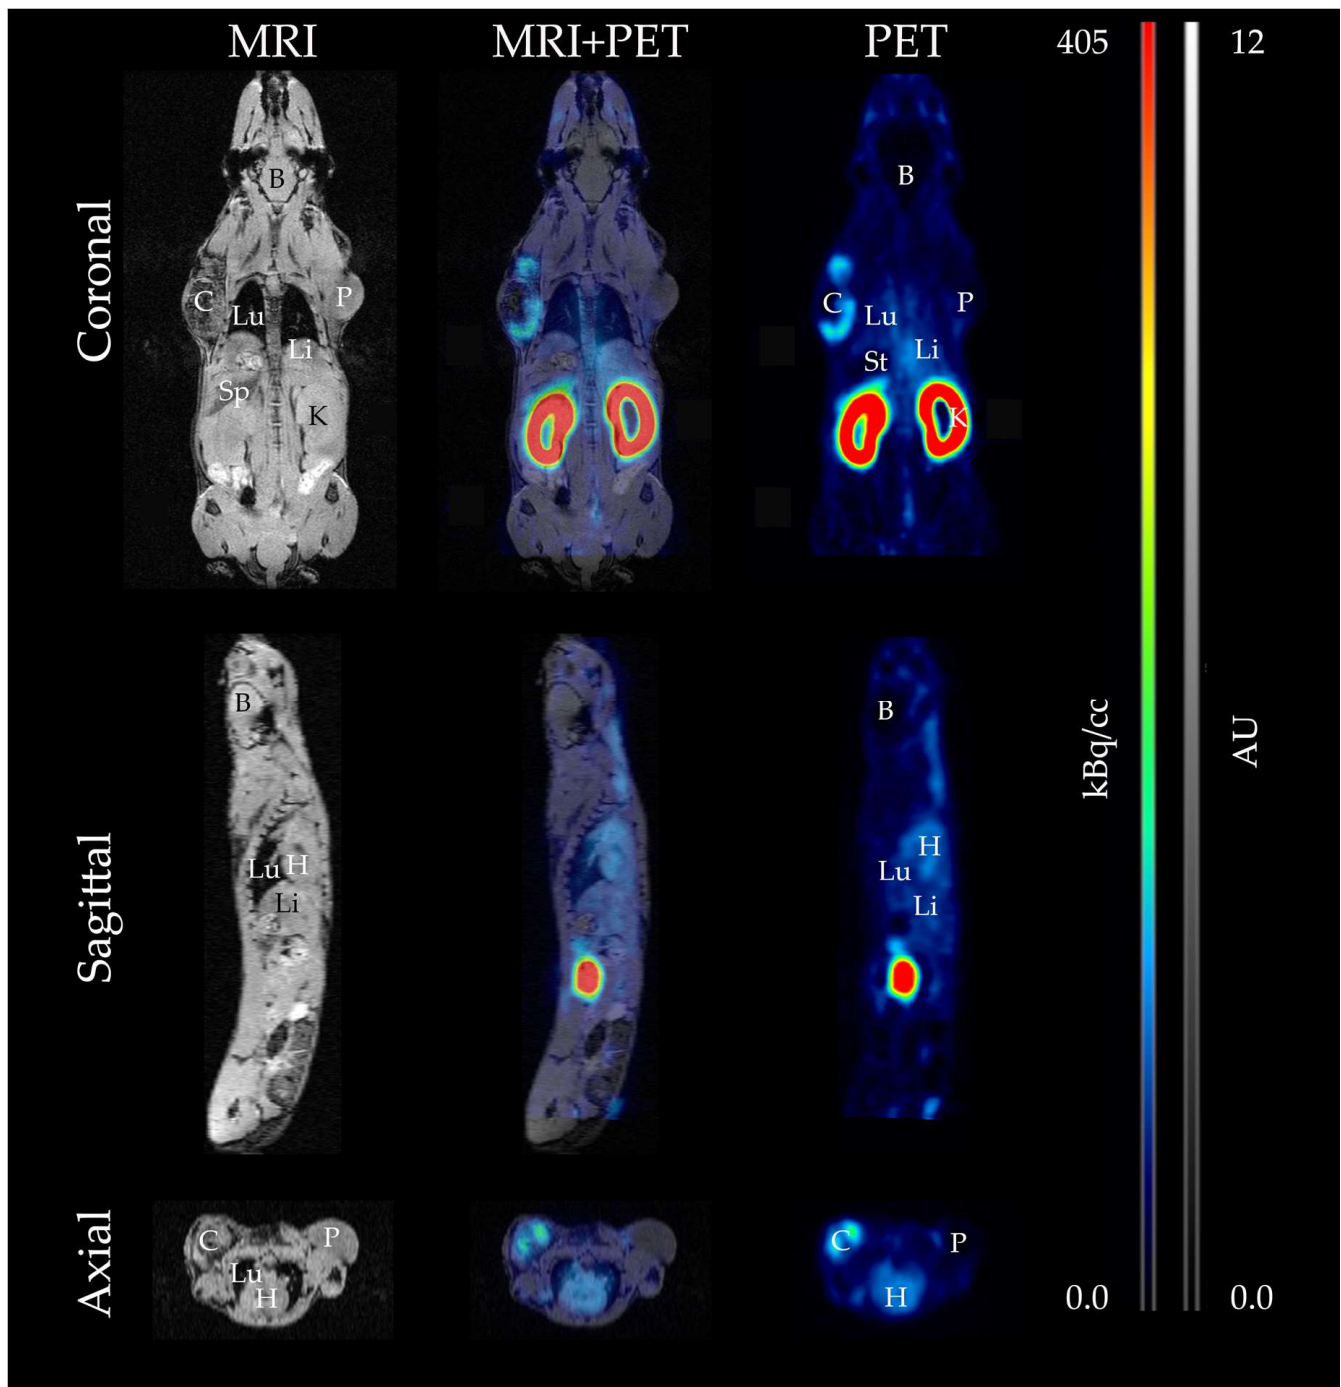 MRI MRI+PET PET 405 12
Coronal
B
B
C Lu P
Li
Sp
K
C Lu P
St Li
K
Sagittal
B
B
Lu H
Li
H
Lu
Li
kBq/cc
AU
Axial
C P
Lu
H
C P
H
0.0 0.0